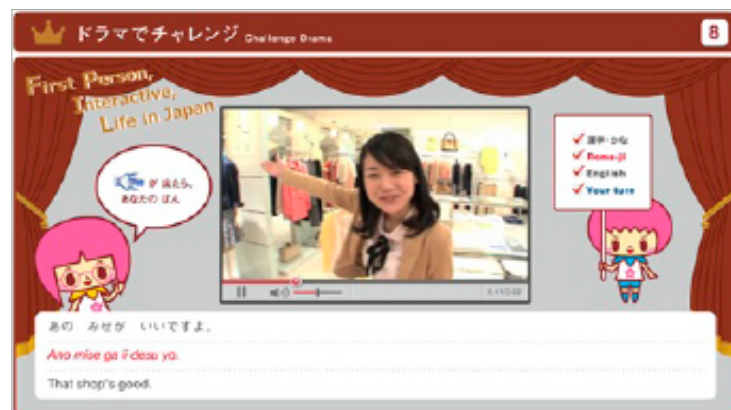 ドラマでチャレンジ Challenge Drama
8
First Person,
Interactive,
Life in Japan
が 出たら、
あなたの ばん
漢字・かな
Roma-ji
English
Your turn
あの みせが いいですよ。
Ano mise ga ii desu yo.
That shop's good.